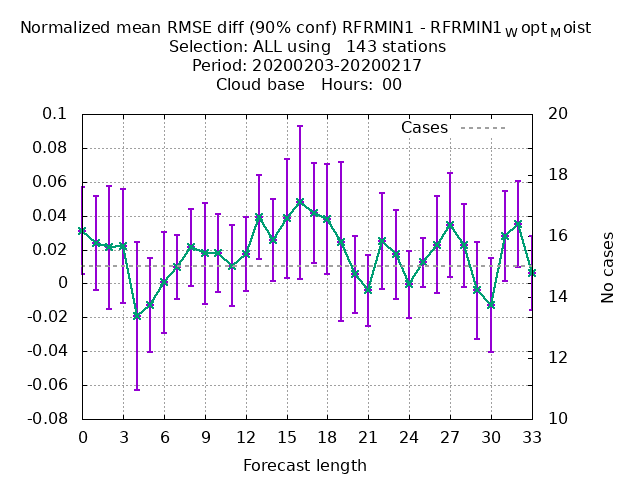 Normalized mean RMSE diff (90% conf) RFRMIN1 - RFRMIN1WoptMoist
Selection: ALL using   143 stations
Period: 20200203-20200217
Cloud base   Hours:  00
Cases
0.1
0.08
0.06
0.04
0.02
0
-0.02
-0.04
-0.06
-0.08
20
18
16
14
12
10
No cases
0 3 6 9 12 15 18 21 24 27 30 33
Forecast length